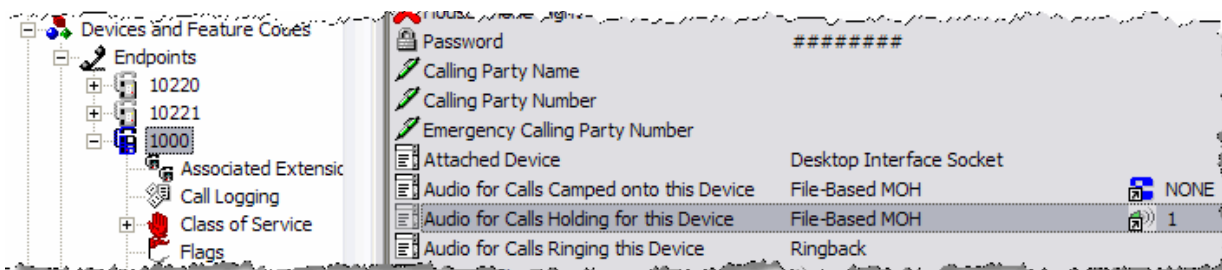 Devices and Feature Codes
Endpoints
10220
10221
1000
Associated Extensic
Call Logging
Class of Service
Flags
Password ########
Calling Party Name
Calling Party Number
Emergency Calling Party Number
Attached Device Desktop Interface Socket
Audio for Calls Camped onto this Device File-Based MOH NONE
Audio for Calls Holding for this Device File-Based MOH 1
Audio for Calls Ringing this Device Ringback